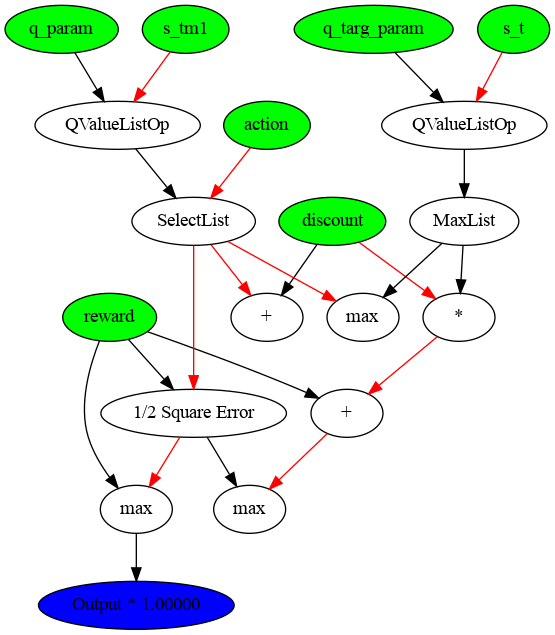 q_param
s_tm1
q_targ_param
s_t
QValueListOp
action
QValueListOp
SelectList
discount
MaxList
reward
+
max
*
1/2 Square Error
+
max
max
Output * 1.00000